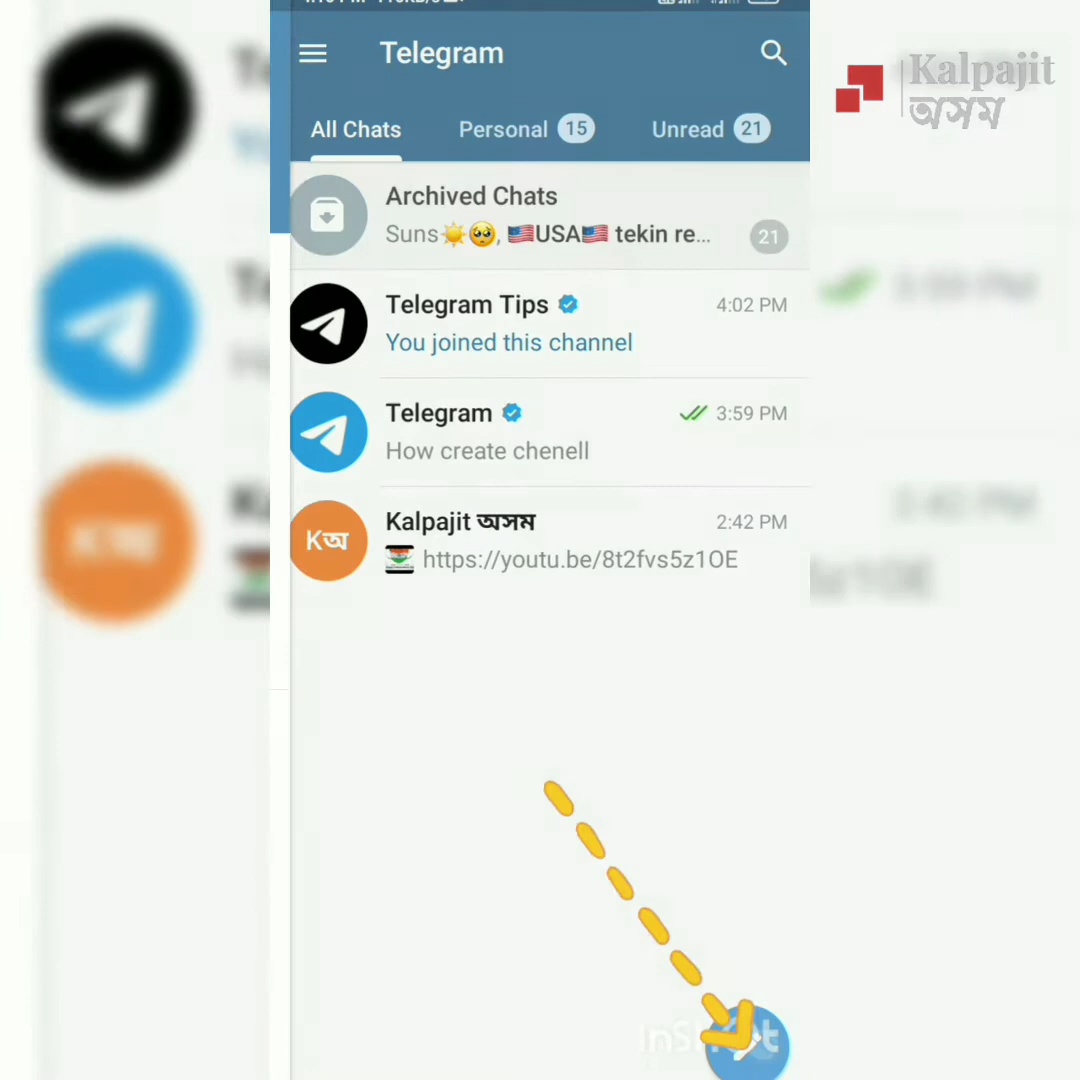 Telegram
Kalpajit
অসম
All Chats
Personal 15
Unread 21
Archived Chats
Suns☀️🥺, 🇺🇸USA🇺🇸 tekin re...
21
Telegram Tips
4:02 PM
You joined this channel
Telegram
3:59 PM
How create chenell
Kalpajit অসম
2:42 PM
Kঅ
https://youtu.be/8t2fvs5z1OE